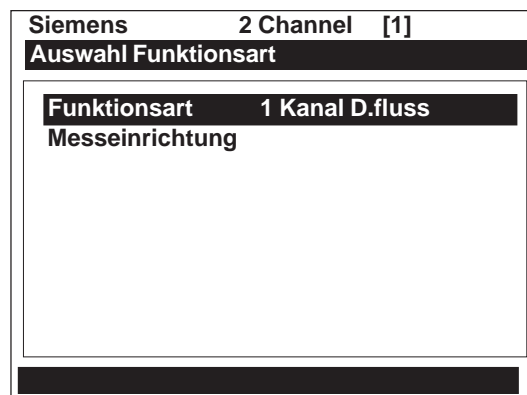 Siemens 2 Channel [1]
Auswahl Funktionsart
Funktionsart 1 Kanal D.fluss
Messeinrichtung